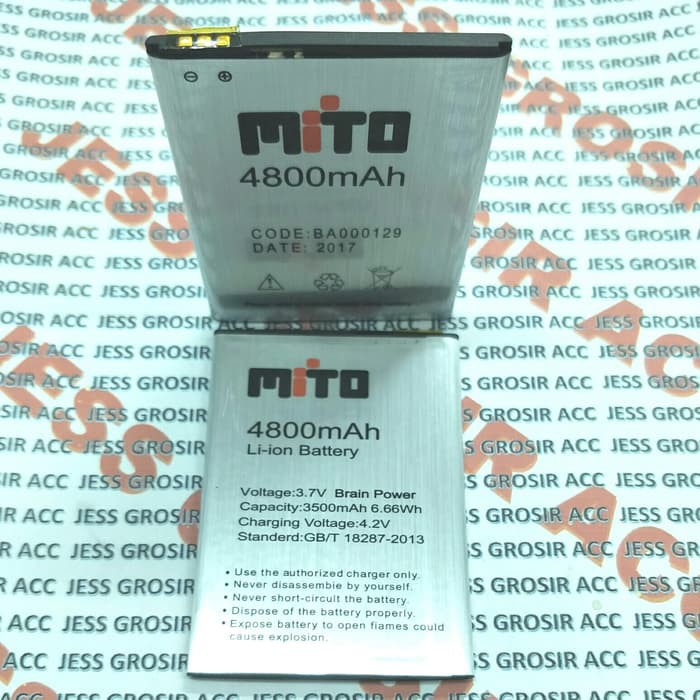 MiTO
4800mAh
CODE:BA000129
DATE: 2017
MiTO
4800mAh
Li-ion Battery
Voltage:3.7V Brain Power
Capacity:3500mAh 6.66Wh
Charging Voltage:4.2V
Standerd:GB/T 18287-2013
• Use the authorized charger only.
• Never disassemble by yourself.
• Never short-circuit the battery.
• Dispose of the battery properly.
• Expose battery to open fiames could
cause explosion.
JESS GROSIR ACC